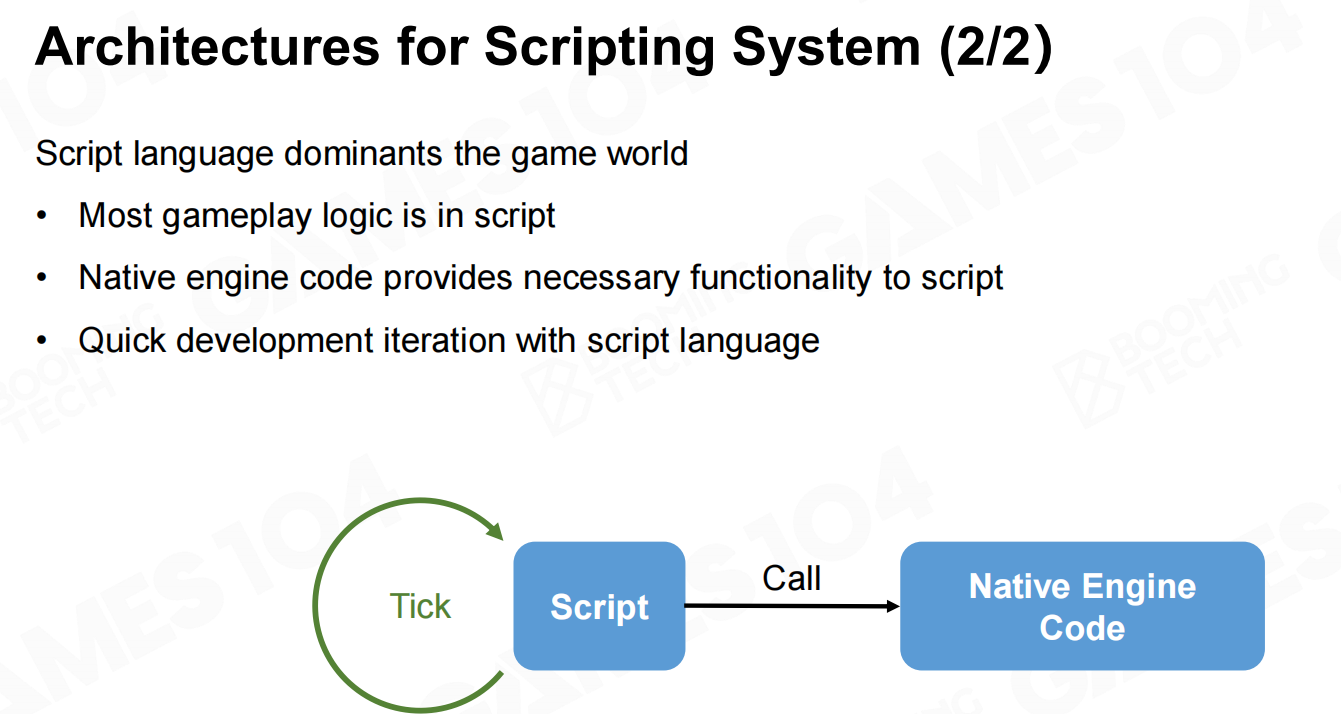 Architectures for Scripting System (2/2)
Script language dominants the game world
• Most gameplay logic is in script
• Native engine code provides necessary functionality to script
• Quick development iteration with script language
Tick
Script
Call
Native Engine
Code
GAMES 104
BOOMING
TECH